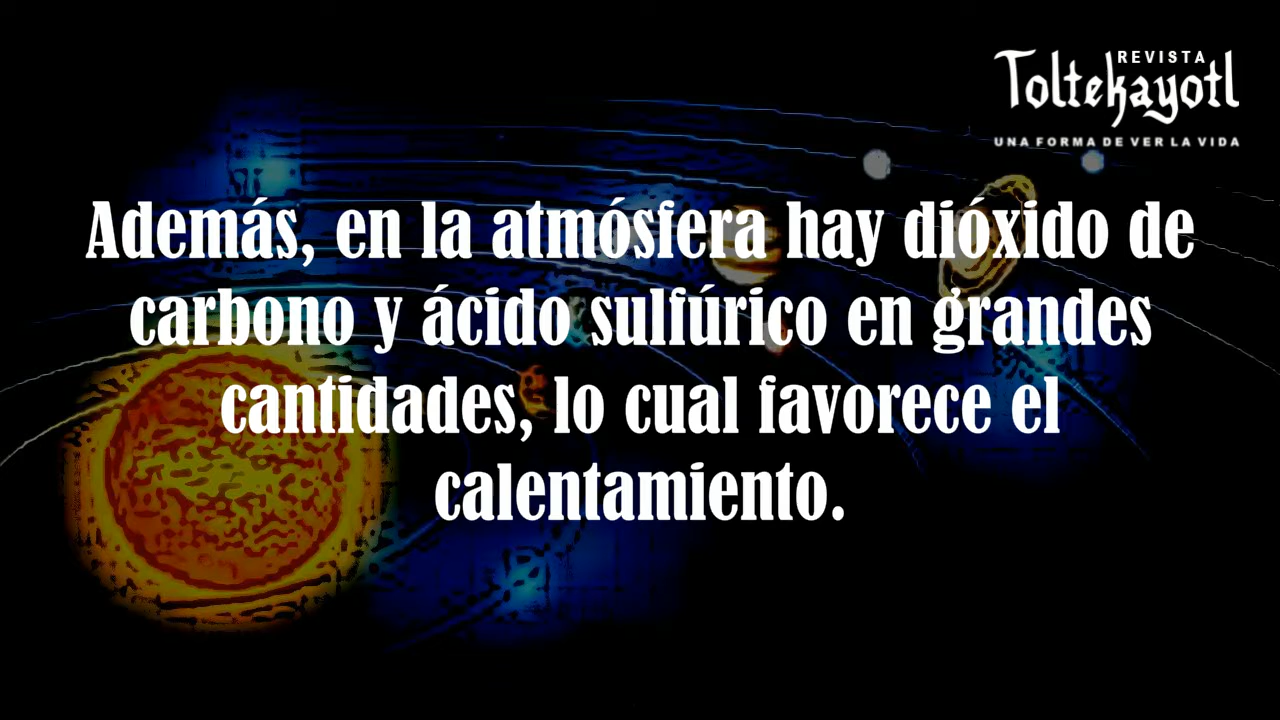 REVISTA
Toltekayotl
UNA FORMA DE VER LA VIDA
Además, en la atmósfera hay dióxido de
carbono y ácido sulfúrico en grandes
cantidades, lo cual favorece el
calentamiento.